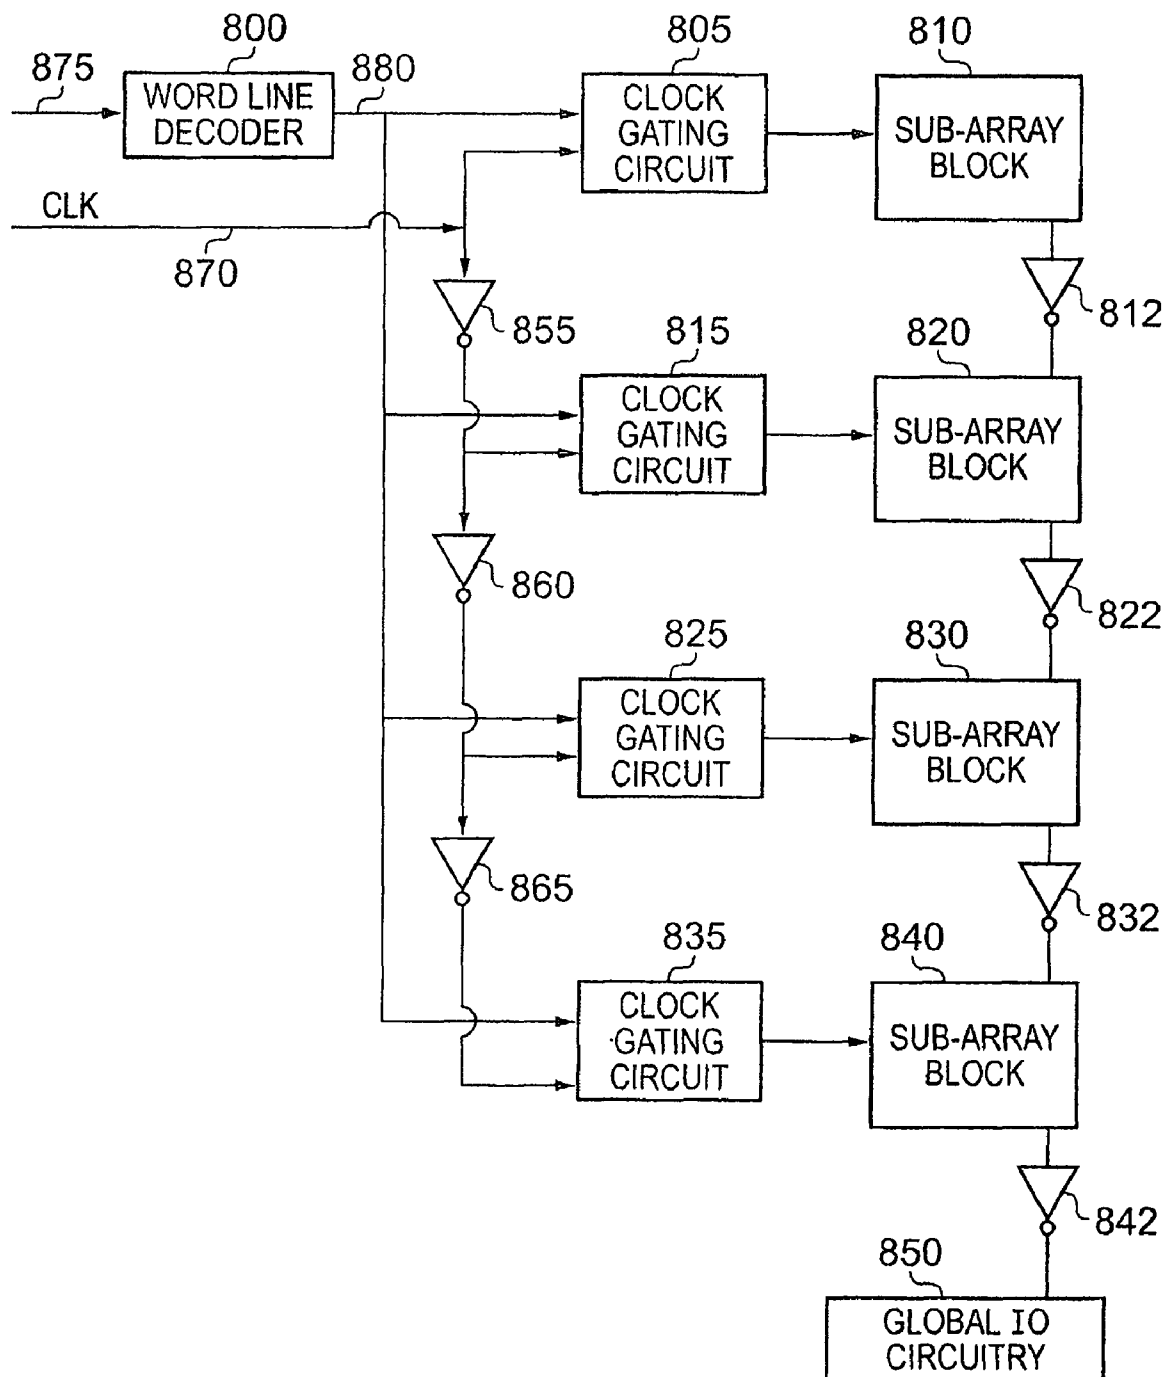 800
805
810
875
880
WORD LINE
DECODER
CLOCK
GATING
CIRCUIT
SUB-ARRAY
BLOCK
CLK
870
855
812
815
820
CLOCK
GATING
CIRCUIT
SUB-ARRAY
BLOCK
860
822
825
830
CLOCK
GATING
CIRCUIT
SUB-ARRAY
BLOCK
865
832
835
840
CLOCK
GATING
CIRCUIT
SUB-ARRAY
BLOCK
842
850
GLOBAL IO
CIRCUITRY